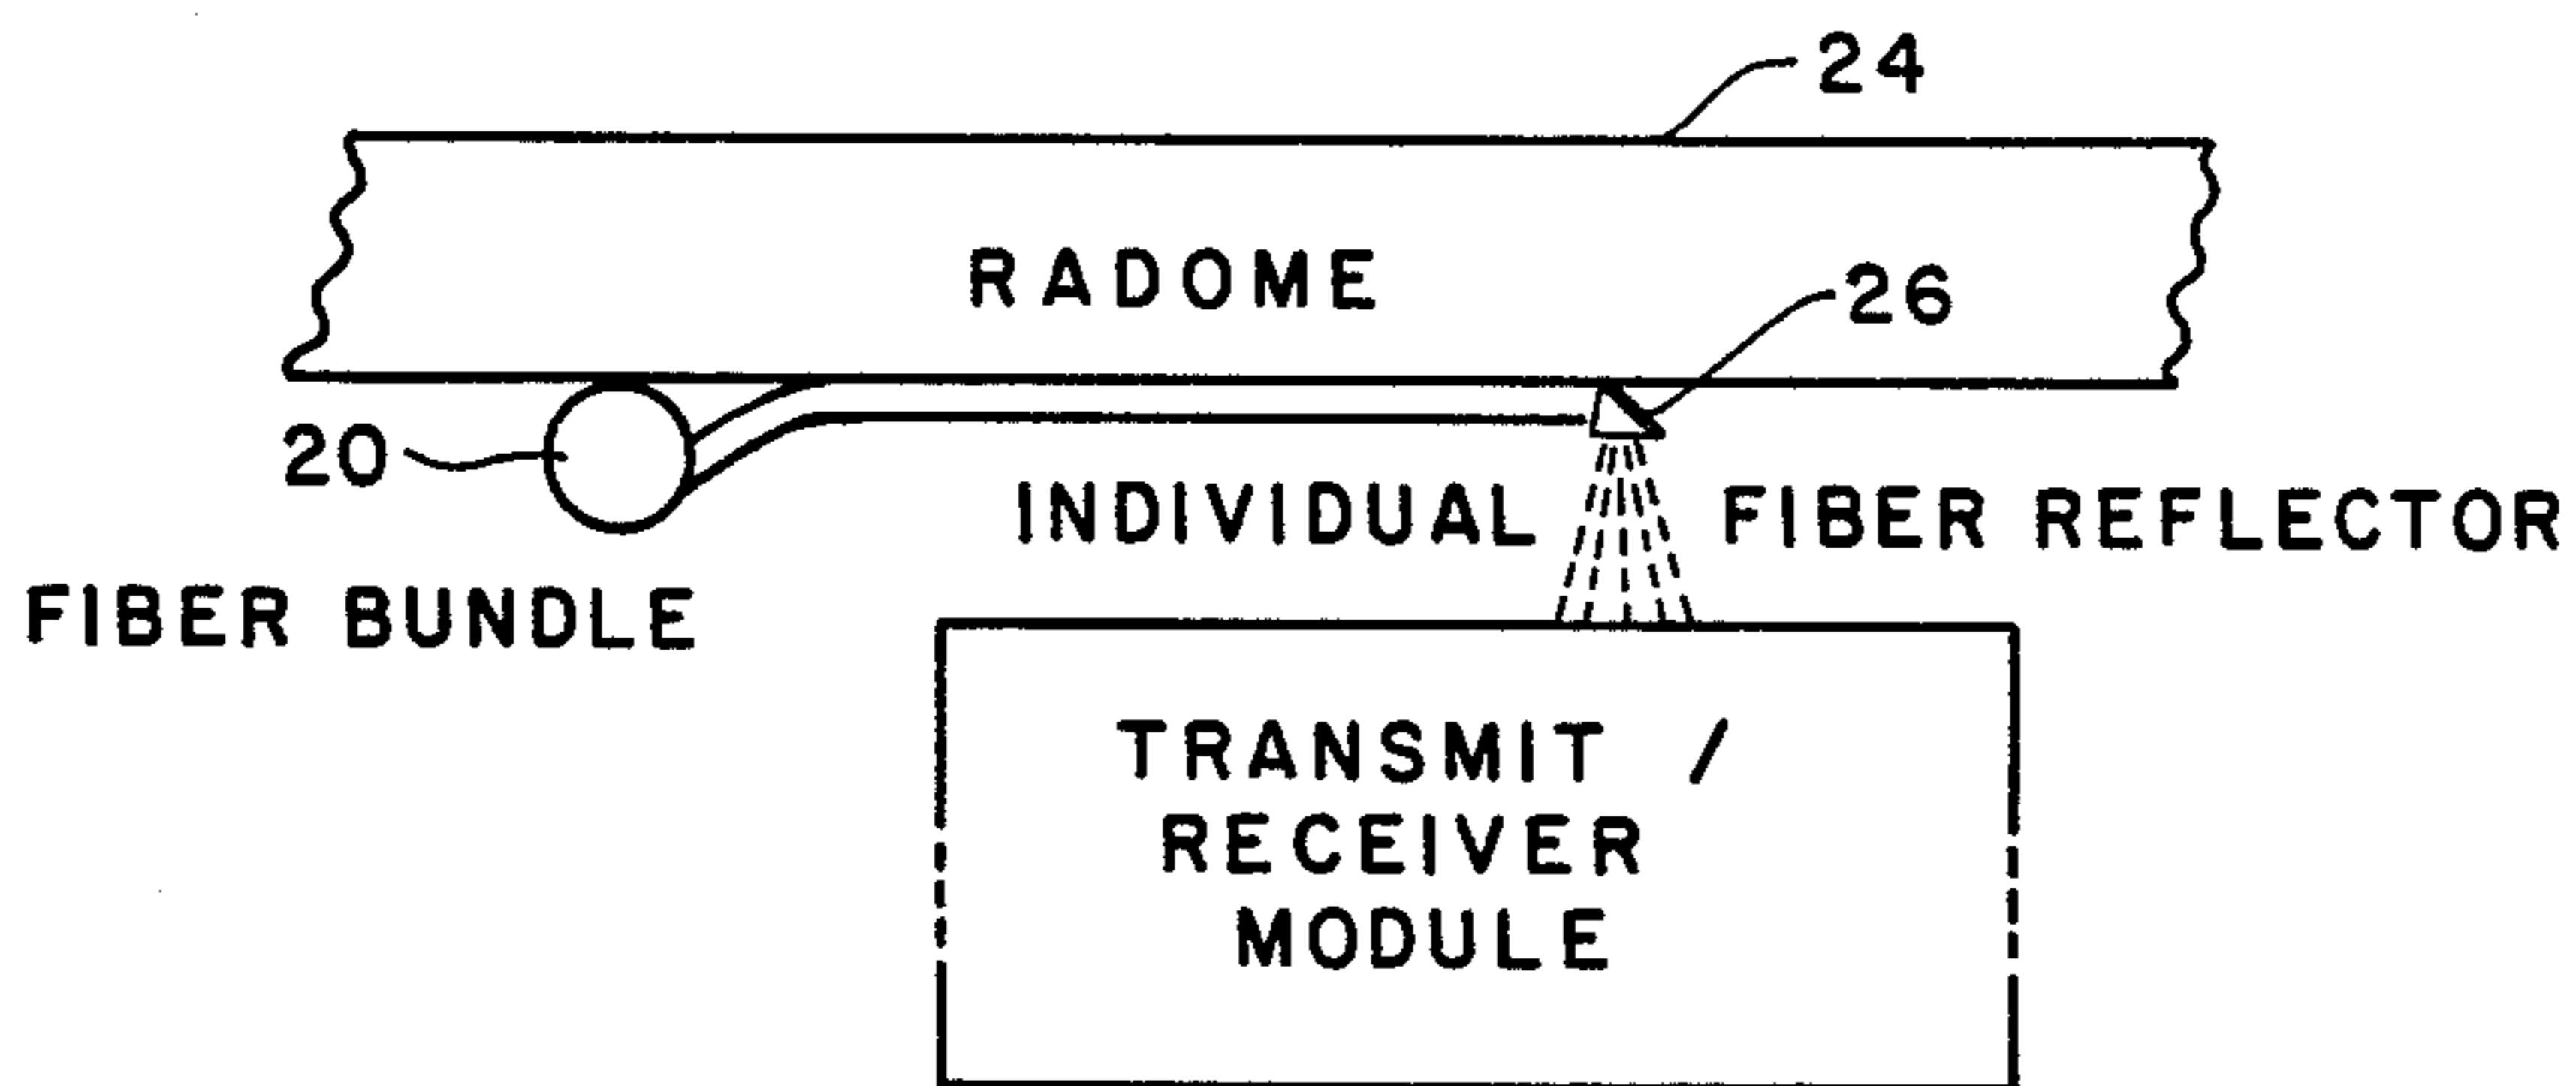 24
RADOME
26
20
INDIVIDUAL FIBER REFLECTOR
FIBER BUNDLE
TRANSMIT /
RECEIVER
MODULE